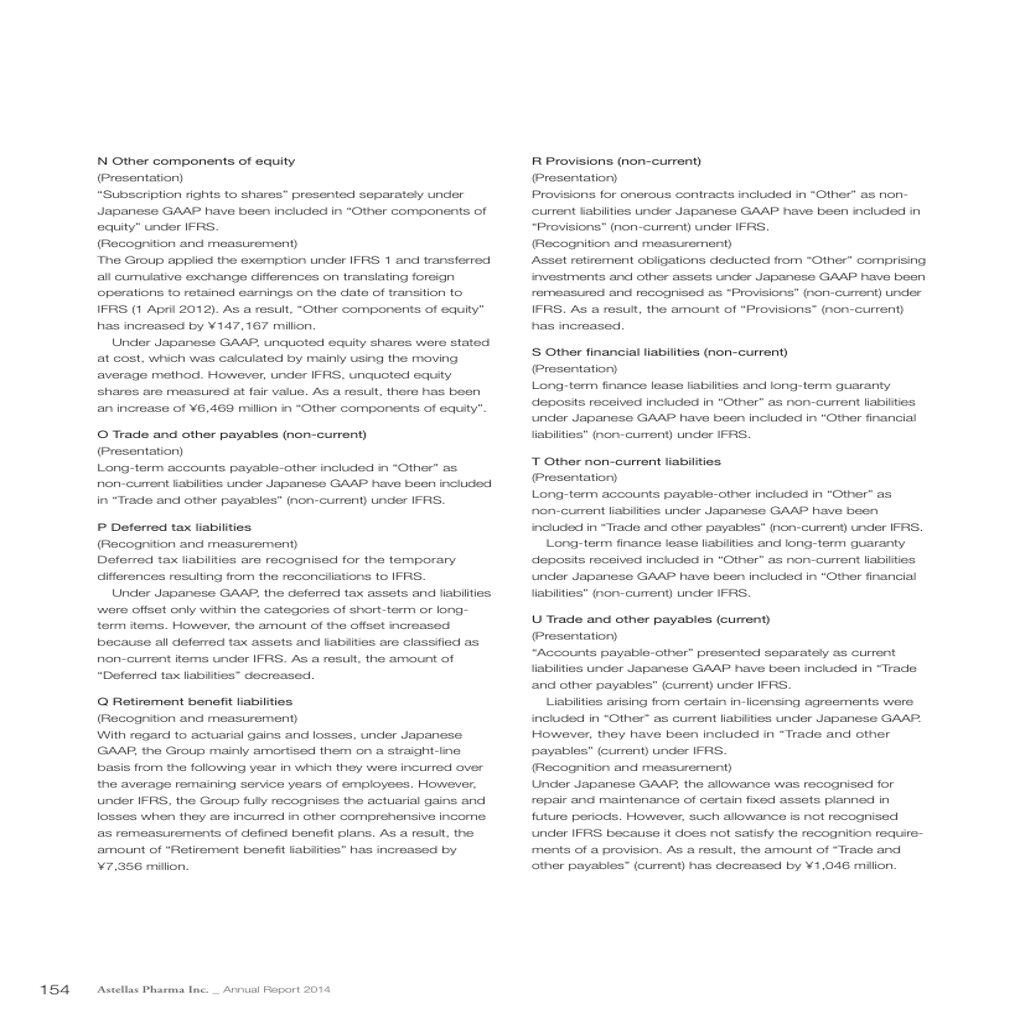 N Other components of equity
(Presentation)
“Subscription rights to shares” presented separately under
Japanese GAAP have been included in “Other components of
equity” under IFRS.
(Recognition and measurement)
The Group applied the exemption under IFRS 1 and transferred
all cumulative exchange differences on translating foreign
operations to retained earnings on the date of transition to
IFRS (1 April 2012). As a result, “Other components of equity”
has increased by ¥147,167 million.
Under Japanese GAAP, unquoted equity shares were stated
at cost, which was calculated by mainly using the moving
average method. However, under IFRS, unquoted equity
shares are measured at fair value. As a result, there has been
an increase of ¥6,469 million in “Other components of equity”.
O Trade and other payables (non-current)
(Presentation)
Long-term accounts payable-other included in “Other” as
non-current liabilities under Japanese GAAP have been included
in “Trade and other payables” (non-current) under IFRS.
P Deferred tax liabilities
(Recognition and measurement)
Deferred tax liabilities are recognised for the temporary
differences resulting from the reconciliations to IFRS.
Under Japanese GAAP, the deferred tax assets and liabilities
were offset only within the categories of short-term or long-
term items. However, the amount of the offset increased
because all deferred tax assets and liabilities are classified as
non-current items under IFRS. As a result, the amount of
“Deferred tax liabilities” decreased.
Q Retirement benefit liabilities
(Recognition and measurement)
With regard to actuarial gains and losses, under Japanese
GAAP, the Group mainly amortised them on a straight-line
basis from the following year in which they were incurred over
the average remaining service years of employees. However,
under IFRS, the Group fully recognises the actuarial gains and
losses when they are incurred in other comprehensive income
as remeasurements of defined benefit plans. As a result, the
amount of “Retirement benefit liabilities” has increased by
¥7,356 million.
R Provisions (non-current)
(Presentation)
Provisions for onerous contracts included in “Other” as non-
current liabilities under Japanese GAAP have been included in
“Provisions” (non-current) under IFRS.
(Recognition and measurement)
Asset retirement obligations deducted from “Other” comprising
investments and other assets under Japanese GAAP have been
remeasured and recognised as “Provisions” (non-current) under
IFRS. As a result, the amount of “Provisions” (non-current)
has increased.
S Other financial liabilities (non-current)
(Presentation)
Long-term finance lease liabilities and long-term guaranty
deposits received included in “Other” as non-current liabilities
under Japanese GAAP have been included in “Other financial
liabilities” (non-current) under IFRS.
T Other non-current liabilities
(Presentation)
Long-term accounts payable-other included in “Other” as
non-current liabilities under Japanese GAAP have been
included in “Trade and other payables” (non-current) under IFRS.
Long-term finance lease liabilities and long-term guaranty
deposits received included in “Other” as non-current liabilities
under Japanese GAAP have been included in “Other financial
liabilities” (non-current) under IFRS.
U Trade and other payables (current)
(Presentation)
“Accounts payable-other” presented separately as current
liabilities under Japanese GAAP have been included in “Trade
and other payables” (current) under IFRS.
Liabilities arising from certain in-licensing agreements were
included in “Other” as current liabilities under Japanese GAAP.
However, they have been included in “Trade and other
payables” (current) under IFRS.
(Recognition and measurement)
Under Japanese GAAP, the allowance was recognised for
repair and maintenance of certain fixed assets planned in
future periods. However, such allowance is not recognised
under IFRS because it does not satisfy the recognition require-
ments of a provision. As a result, the amount of “Trade and
other payables” (current) has decreased by ¥1,046 million.
154 Astellas Pharma Inc. _ Annual Report 2014